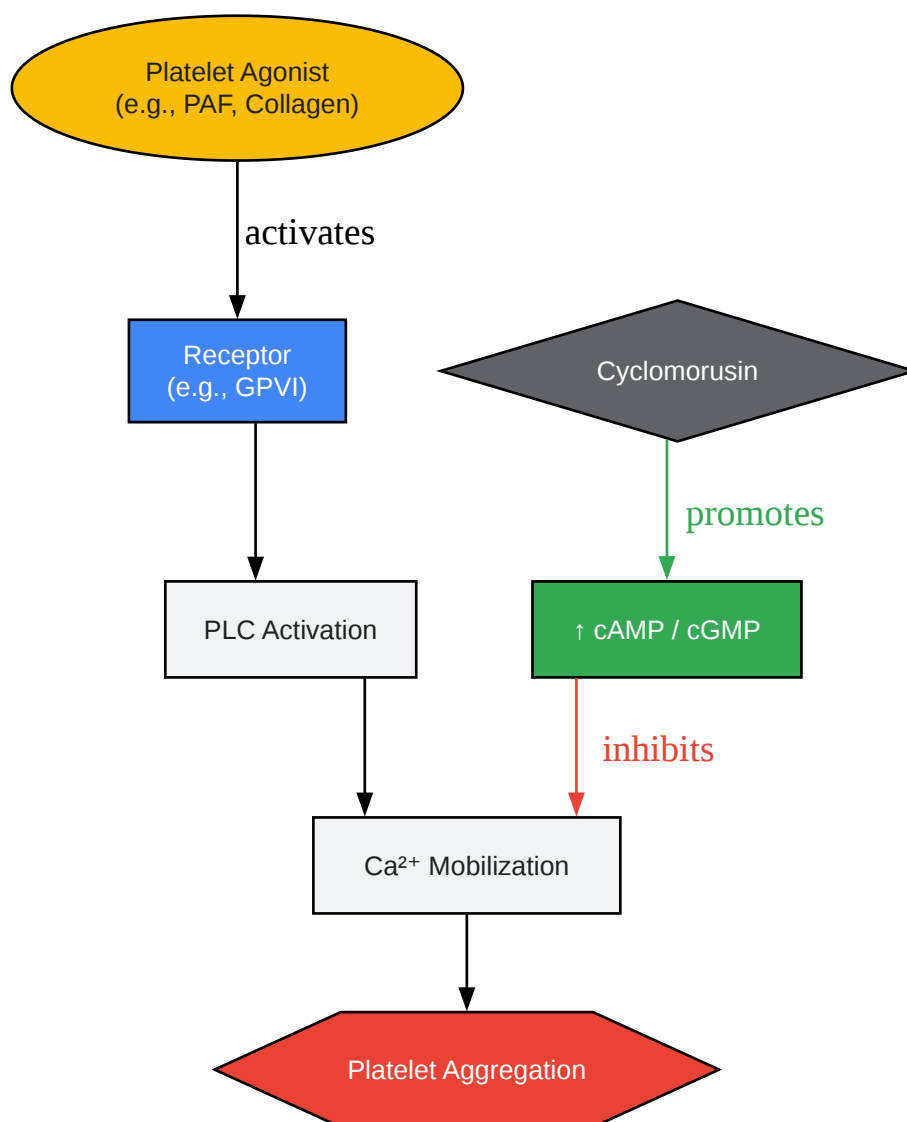 Platelet Agonist
(e.g., PAF, Collagen)
activates
Receptor
(e.g., GPVI)
Cyclomorusin
promotes
PLC Activation
↑ cAMP / cGMP
inhibits
Ca²⁺ Mobilization
Platelet Aggregation